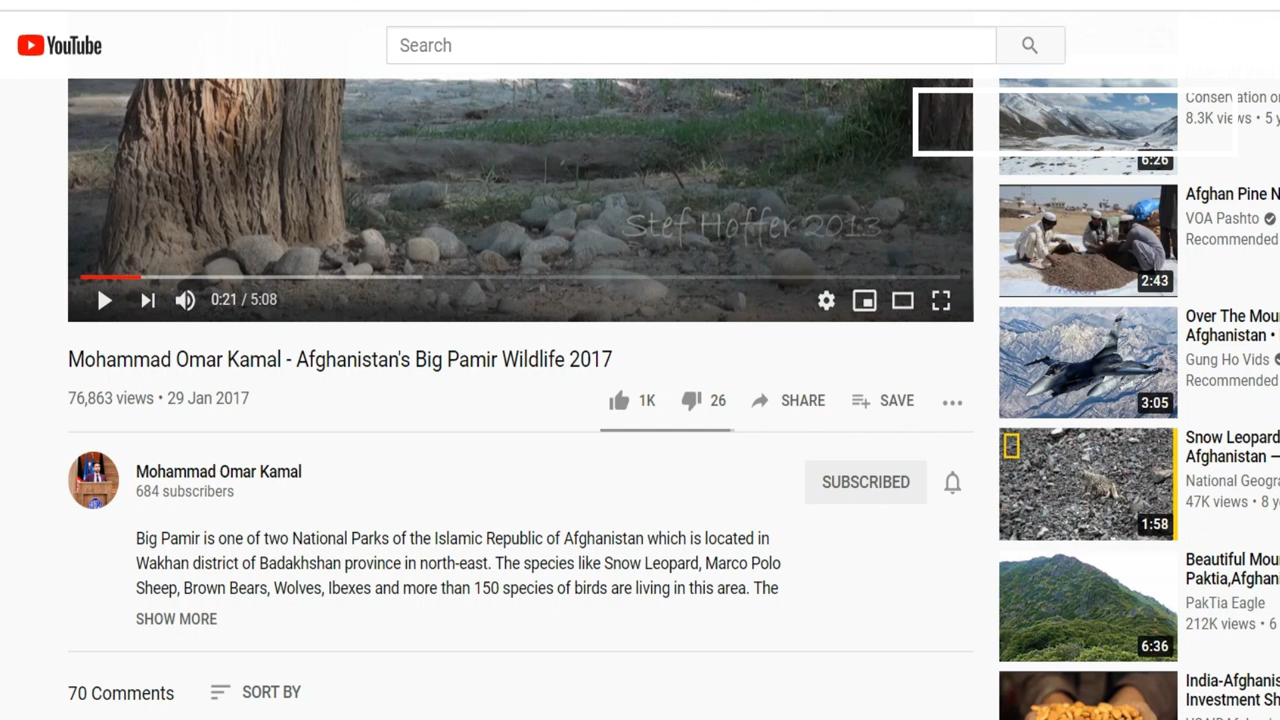 YouTube
Search
Stef Hoffer 2013
0:21 / 5:08
Mohammad Omar Kamal - Afghanistan's Big Pamir Wildlife 2017
76,863 views • 29 Jan 2017
1K
26
SHARE
SAVE
Mohammad Omar Kamal
684 subscribers
SUBSCRIBED
Big Pamir is one of two National Parks of the Islamic Republic of Afghanistan which is located in
Wakhan district of Badakhshan province in north-east. The species like Snow Leopard, Marco Polo
Sheep, Brown Bears, Wolves, Ibexes and more than 150 species of birds are living in this area. The
SHOW MORE
70 Comments
SORT BY
Conservation
8.3K views • 5
6:26
Afghan Pine N
VOA Pashto
Recommended
2:43
Over The Mou
Afghanistan •
Gung Ho Vids
Recommended
3:05
Snow Leopard
Afghanistan —
National Geogra
47K views • 8
1:58
Beautiful Mou
Paktia,Afghani
PakTia Eagle
212K views • 6
6:36
India-Afghanis
Investment Sh